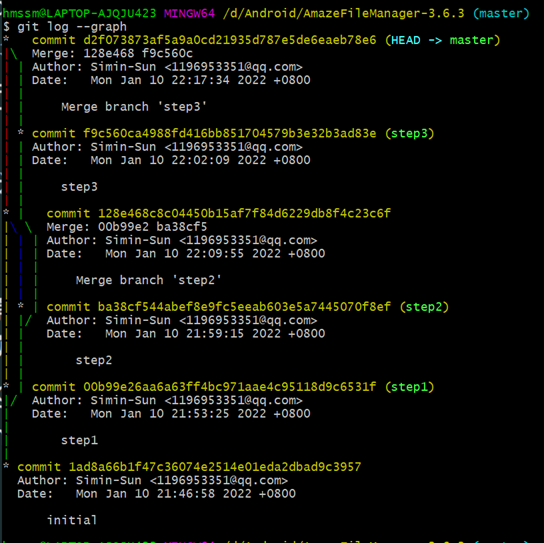 hmssm@LAPTOP-AJQJU423 MINGW64 /d/Android/AmazeFileManager-3.6.3 (master)
$ git log --graph
* commit d2f073873af5a9a0cd21935d787e5de6eaeb78e6 (HEAD -> master)
|\ Merge: 128e468 f9c560c
| | Author: Simin-Sun <1196953351@qq.com>
| | Date: Mon Jan 10 22:17:34 2022 +0800
| |
| | Merge branch 'step3'
| |
| * commit f9c560ca4988fd416bb851704579b3e32b3ad83e (step3)
| | Author: Simin-Sun <1196953351@qq.com>
| | Date: Mon Jan 10 22:02:09 2022 +0800
| |
| | step3
| |
* | commit 128e468c8c04450b15af7f84d6229db8f4c23c6f
|\ \ Merge: 00b99e2 ba38cf5
| | | Author: Simin-Sun <1196953351@qq.com>
| | | Date: Mon Jan 10 22:09:55 2022 +0800
| | |
| | | Merge branch 'step2'
| | |
| * | commit ba38cf544abef8e9fc5eeab603e5a7445070f8ef (step2)
| |/ Author: Simin-Sun <1196953351@qq.com>
| | Date: Mon Jan 10 21:59:15 2022 +0800
| |
| | step2
| |
* | commit 00b99e26aa6a63ff4bc971aae4c95118d9c6531f (step1)
|/ Author: Simin-Sun <1196953351@qq.com>
| Date: Mon Jan 10 21:53:25 2022 +0800
|
| step1
|
* commit 1ad8a66b1f47c36074e2514e01eda2dbad9c3957
Author: Simin-Sun <1196953351@qq.com>
Date: Mon Jan 10 21:46:58 2022 +0800
initial